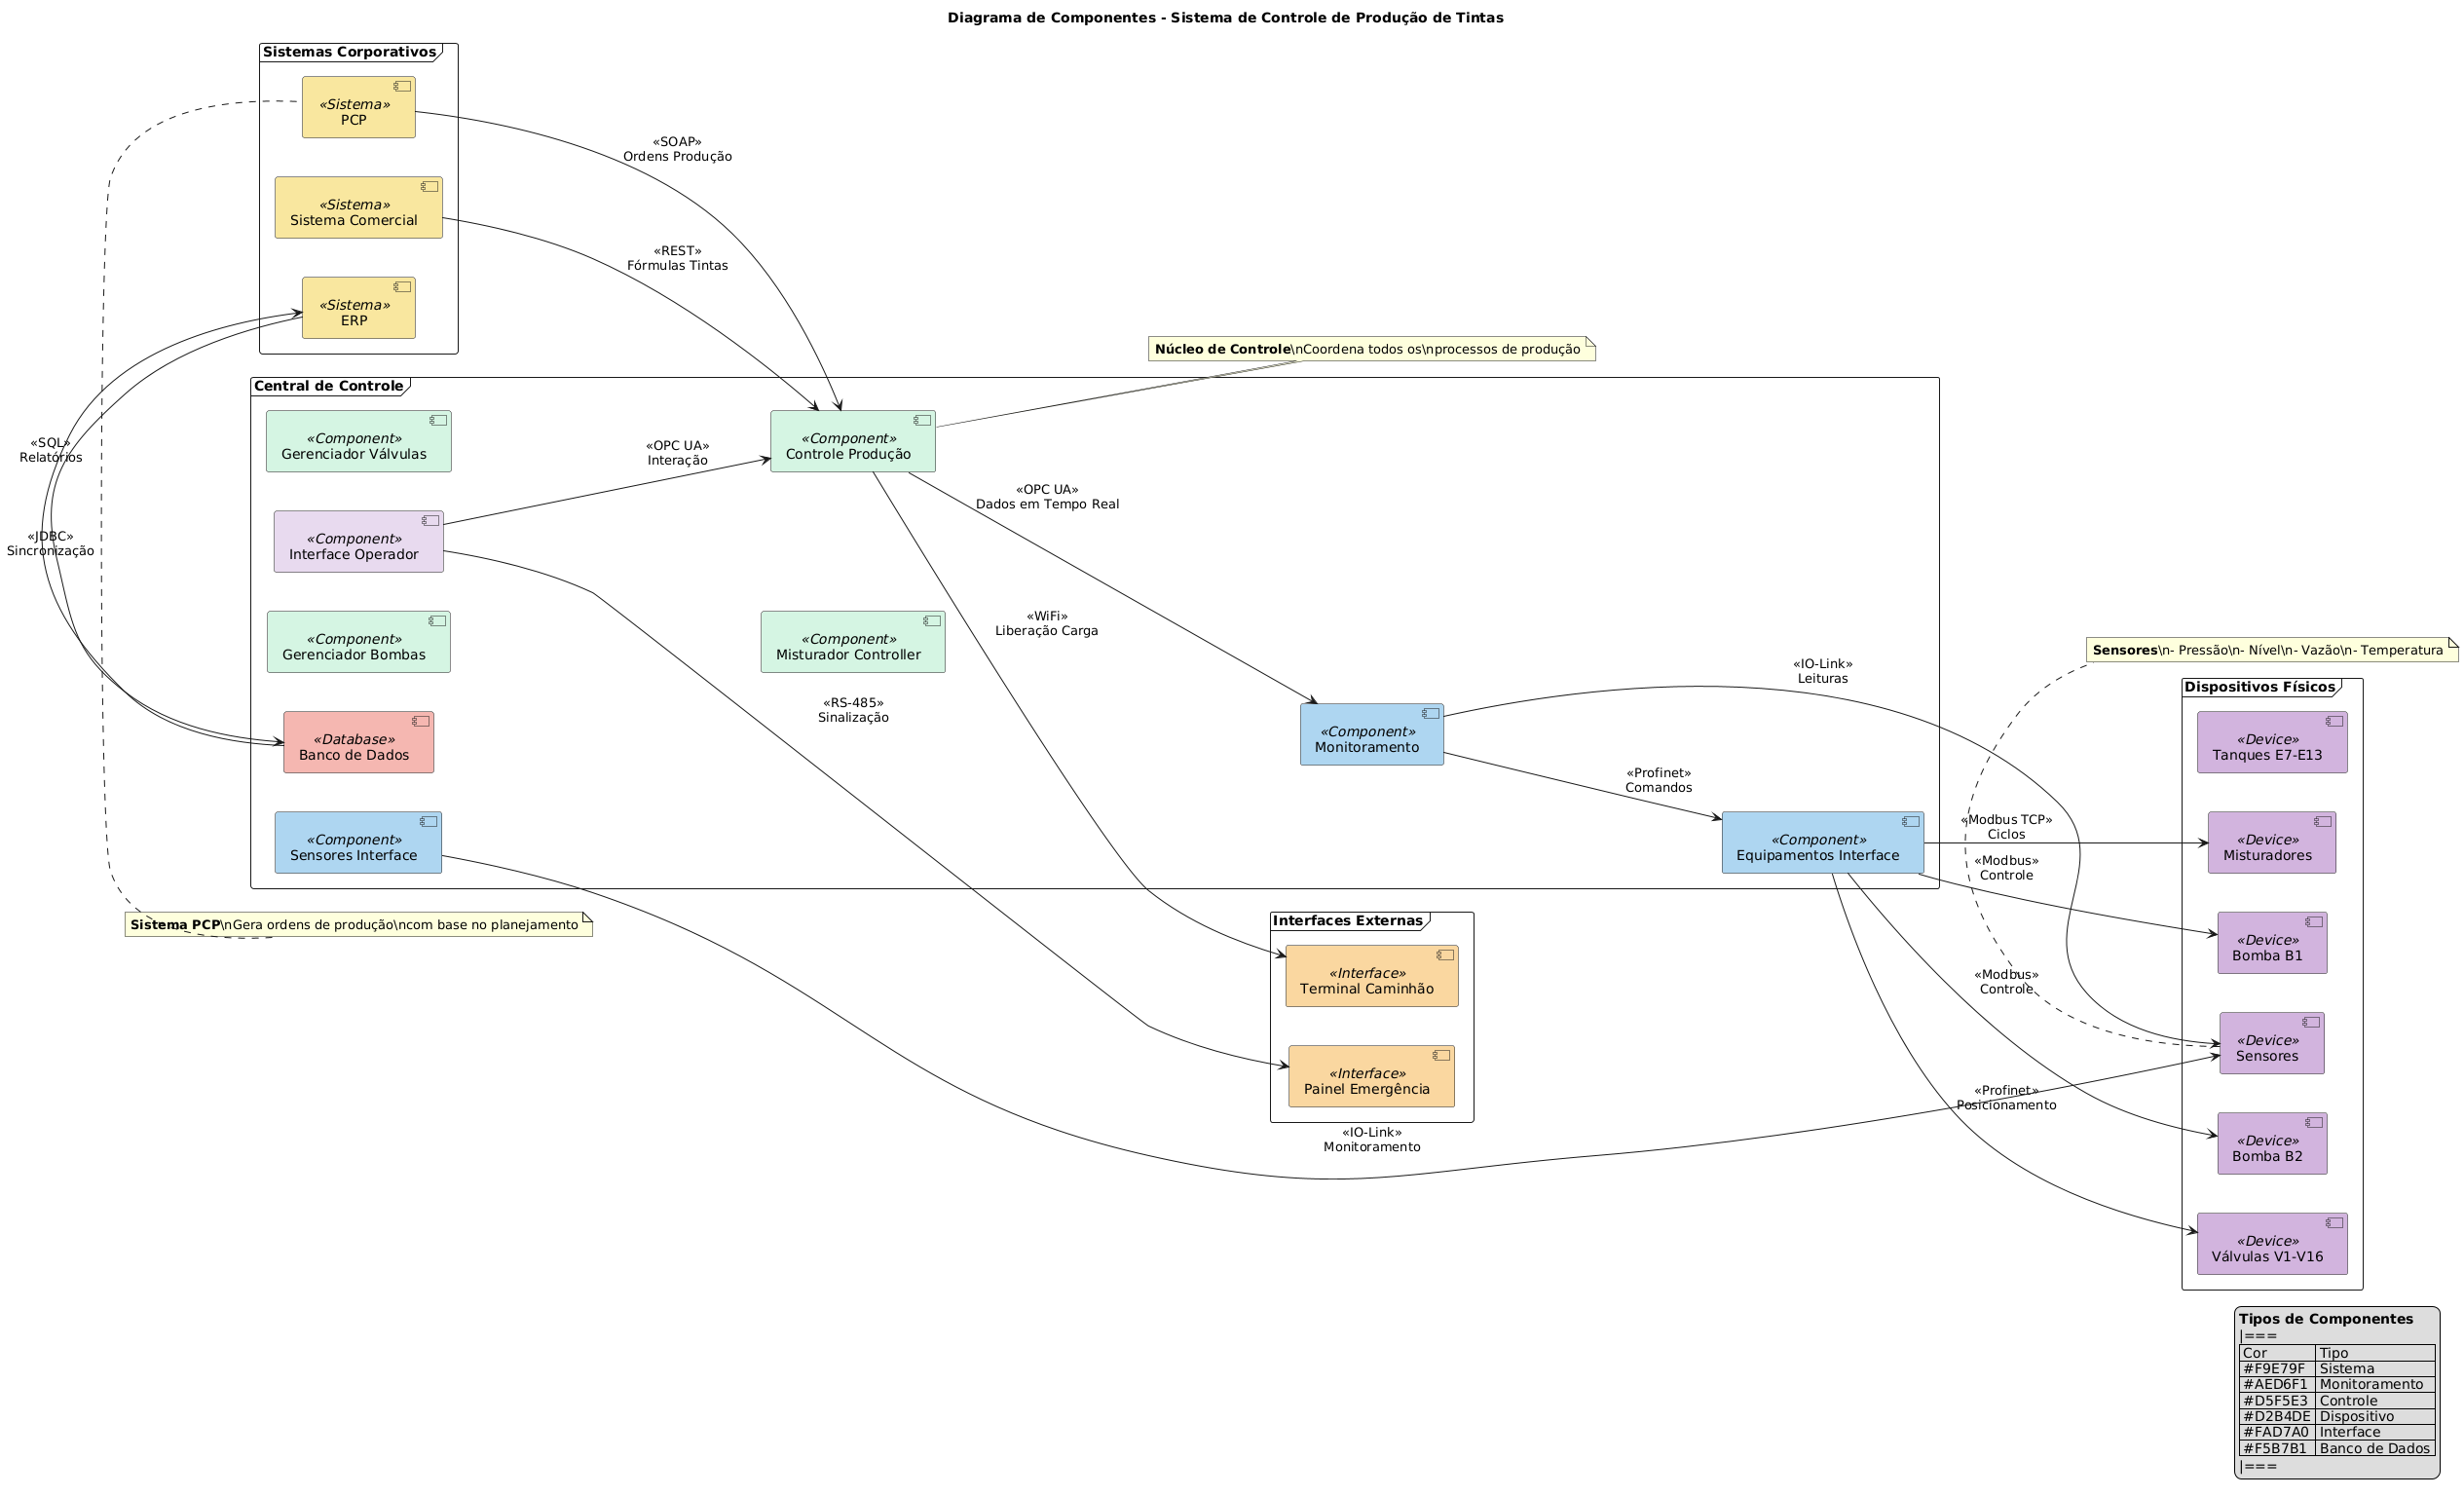 Diagrama de Componentes - Sistema de Controle de Produção de Tintas
Sistemas Corporativos
«Sistema»
PCP
«Sistema»
Sistema Comercial
«Sistema»
ERP
«SOAP»
Ordens Produção
«REST»
Fórmulas Tintas
Núcleo de Controle\nCoordena todos os\nprocessos de produção
Central de Controle
«Component»
Gerenciador Válvulas
«Component»
Interface Operador
«Component»
Gerenciador Bombas
«Database»
Banco de Dados
«Component»
Sensores Interface
«SQL»
Relatórios
«JDBC»
Sincronização
«OPC UA»
Interação
«Component»
Controle Produção
«Component»
Misturador Controller
«OPC UA»
Dados em Tempo Real
«WiFi»
Liberação Carga
«RS-485»
Sinalização
«Component»
Monitoramento
«IO-Link»
Leituras
«Profinet»
Comandos
«Component»
Equipamentos Interface
Sistema PCP\nGera ordens de produção\ncom base no planejamento
Interfaces Externas
«Interface»
Terminal Caminhão
«Interface»
Painel Emergência
«IO-Link»
Monitoramento
Sensores\n- Pressão\n- Nível\n- Vazão\n- Temperatura
«Modbus TCP»
Ciclos
«Modbus»
Controle
«Modbus»
Controle
«Profinet»
Posicionamento
Dispositivos Físicos
«Device»
Tanques E7-E13
«Device»
Misturadores
«Device»
Bomba B1
«Device»
Sensores
«Device»
Bomba B2
«Device»
Válvulas V1-V16
Tipos de Componentes
|===
Cor Tipo
#F9E79F Sistema
#AED6F1 Monitoramento
#D5F5E3 Controle
#D2B4DE Dispositivo
#FAD7A0 Interface
#F5B7B1 Banco de Dados
|===